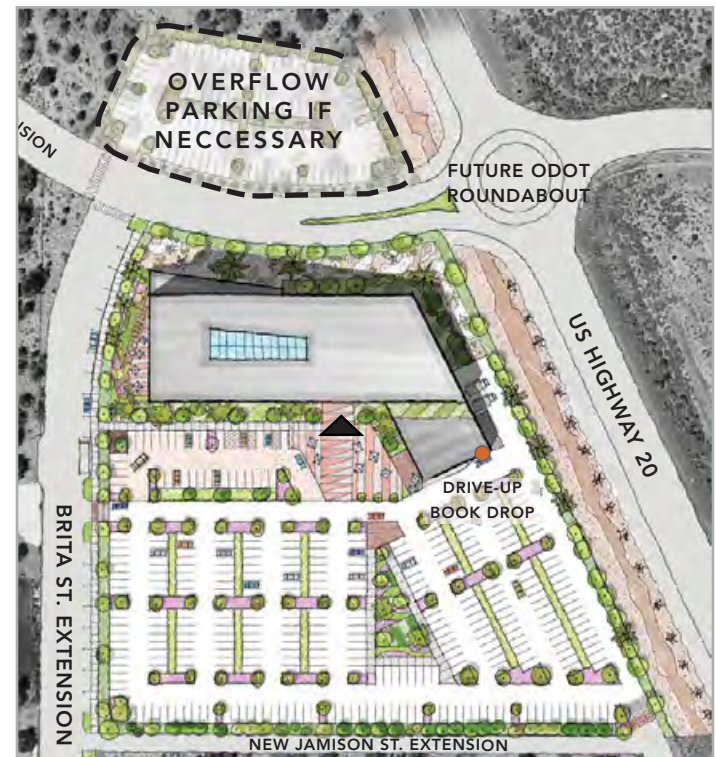 OVERFLOW
PARKING IF
NECCESSARY
ISION
FUTURE ODOT
ROUNDABOUT
US HIGHWAY 20
DRIVE-UP
BOOK DROP
BRITA ST. EXTENSION
NEW JAMISON ST. EXTENSION